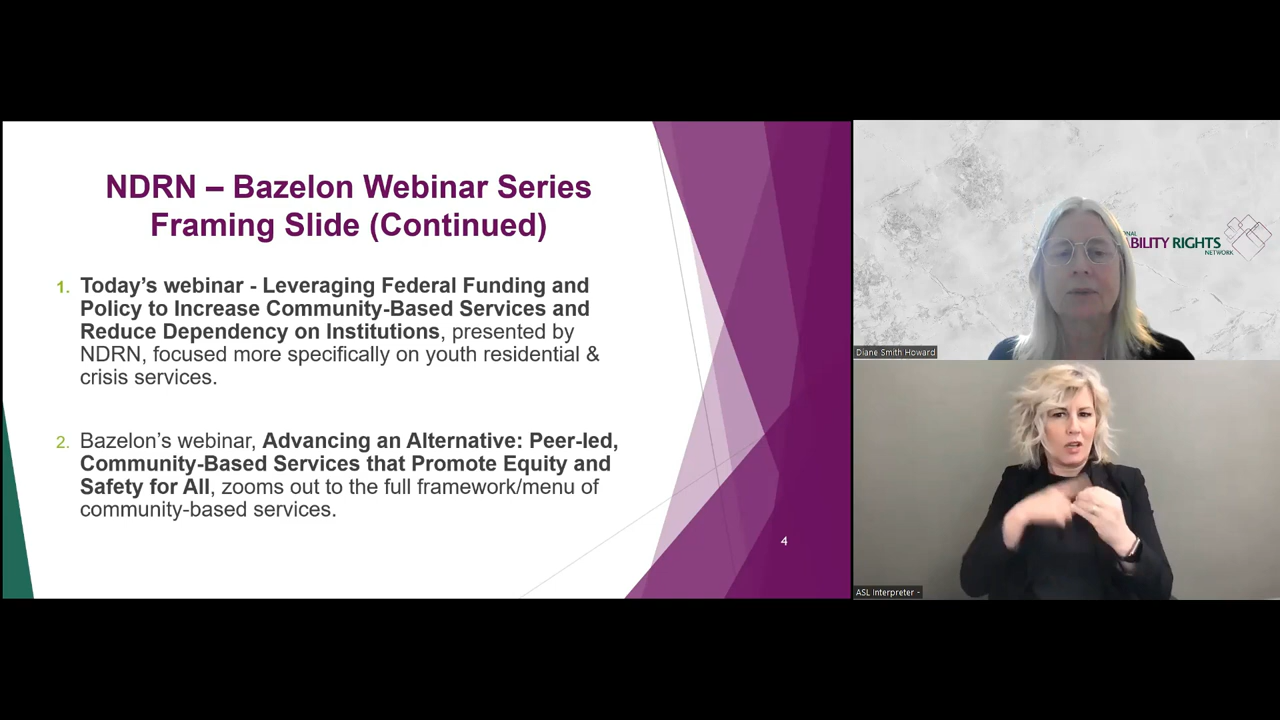 NDRN – Bazelon Webinar Series
Framing Slide (Continued)
1. Today’s webinar - Leveraging Federal Funding and
Policy to Increase Community-Based Services and
Reduce Dependency on Institutions, presented by
NDRN, focused more specifically on youth residential &
crisis services.
2. Bazelon’s webinar, Advancing an Alternative: Peer-led,
Community-Based Services that Promote Equity and
Safety for All, zooms out to the full framework/menu of
community-based services.
4
ONAL
ABILITY RIGHTS
NETWORK
Diane Smith Howard
ASL Interpreter -